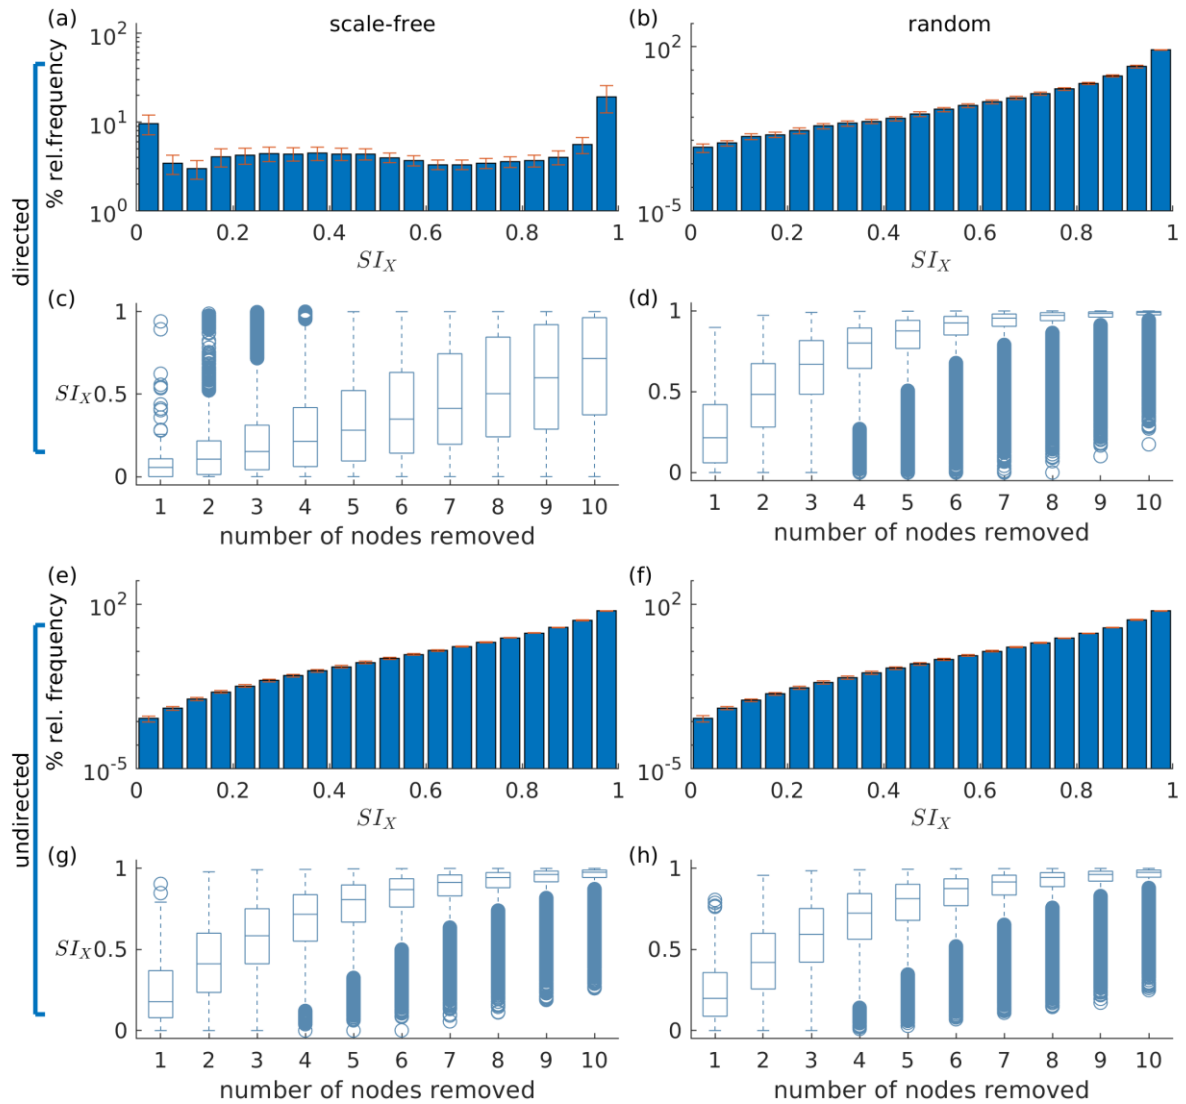 (a) scale-free (b) random
% rel.frequency
10^2
10^1
10^0
0 0.2 0.4 0.6 0.8 1
SI_X
10^2
10^-5
0 0.2 0.4 0.6 0.8 1
SI_X
directed
(c) (d)
SI_X
1
0.5
0
1 2 3 4 5 6 7 8 9 10
number of nodes removed
1
0.5
0
1 2 3 4 5 6 7 8 9 10
number of nodes removed
(e) (f)
% rel. frequency
10^2
10^-5
0 0.2 0.4 0.6 0.8 1
SI_X
10^2
10^-5
0 0.2 0.4 0.6 0.8 1
SI_X
undirected
(g) (h)
SI_X
1
0.5
0
1 2 3 4 5 6 7 8 9 10
number of nodes removed
1
0.5
0
1 2 3 4 5 6 7 8 9 10
number of nodes removed